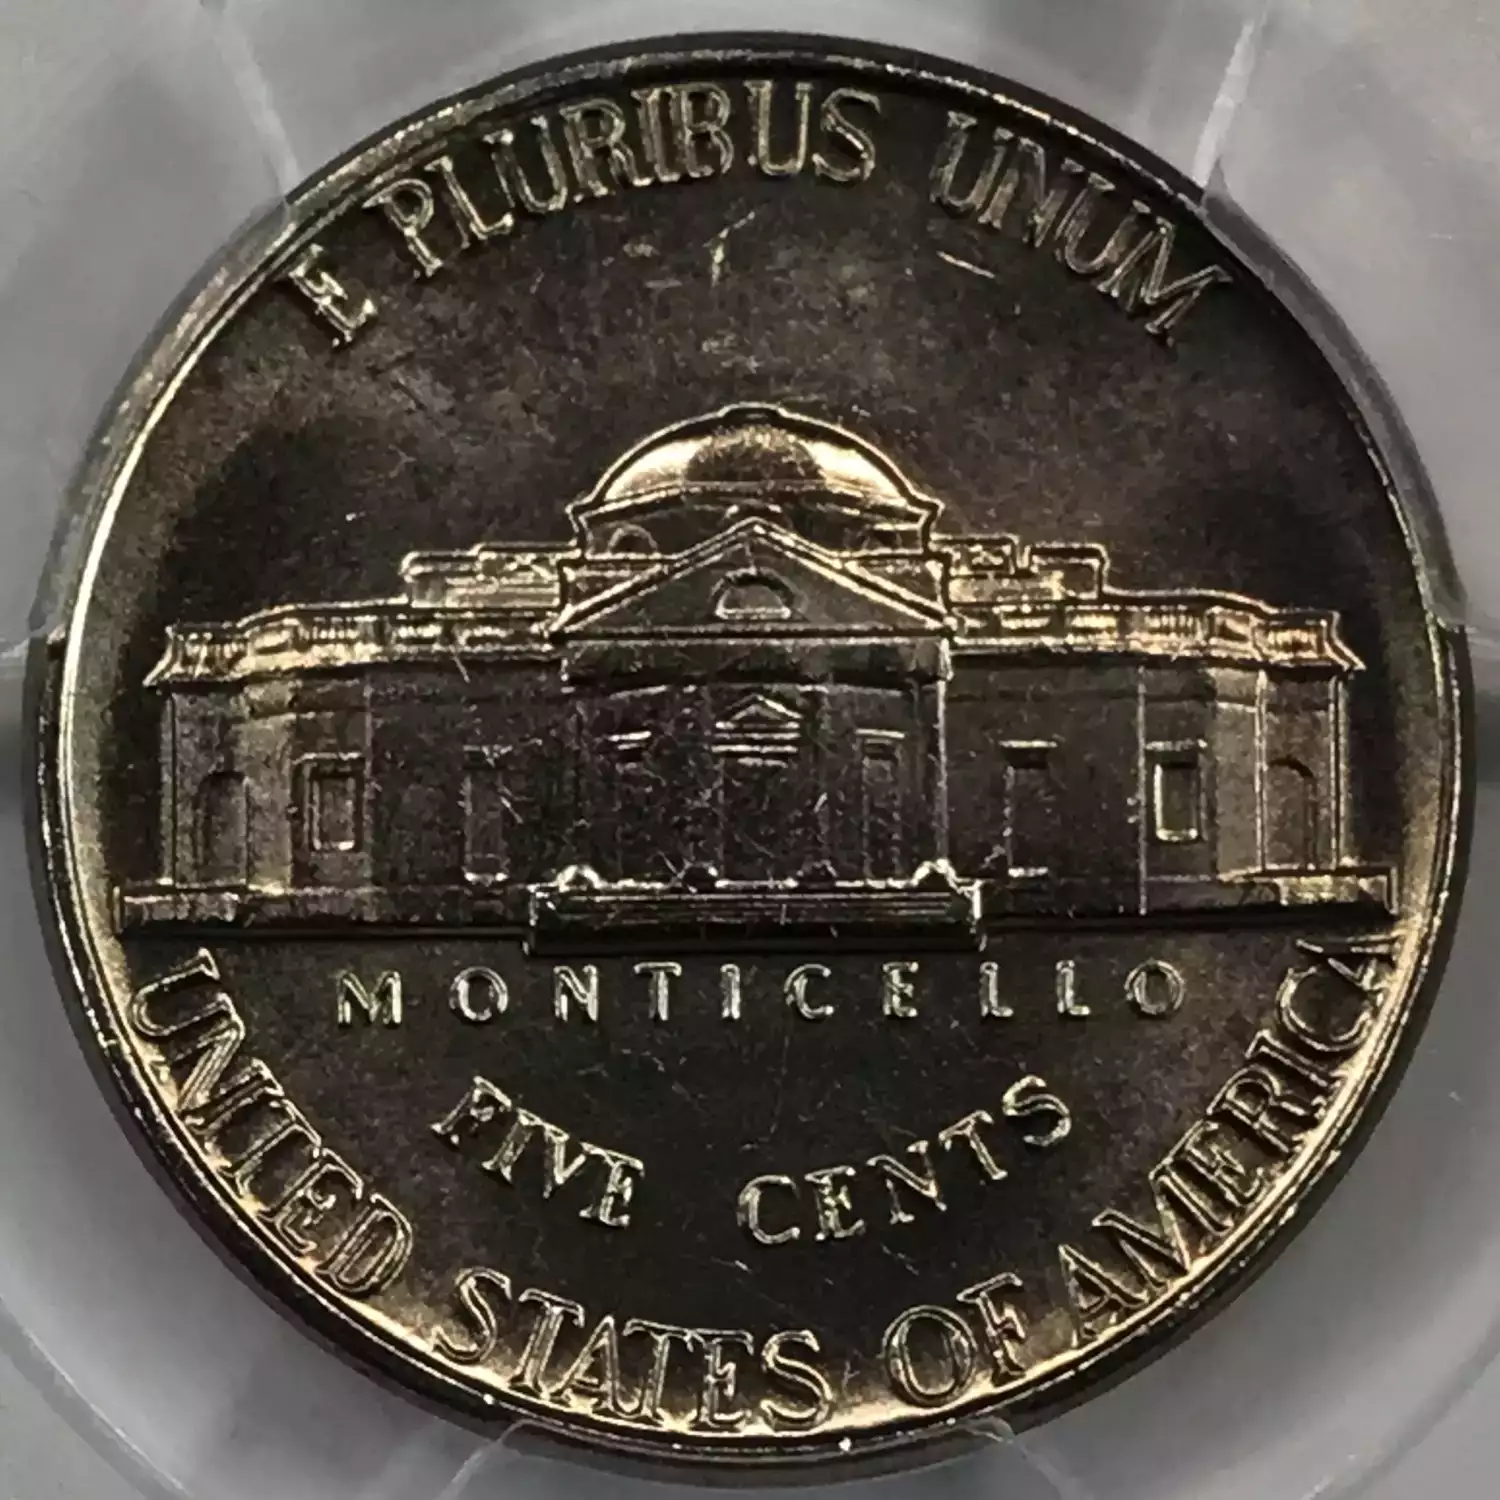 E PLURIBUS UNUM
MONTICELLO
FIVE CENTS
UNITED STATES OF AMERICA